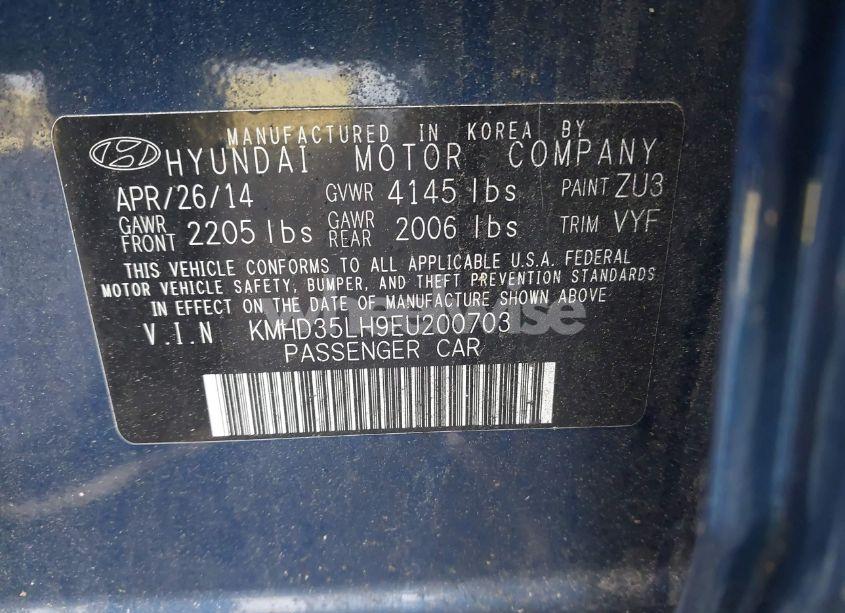 MANUFACTURED IN KOREA BY
HYUNDAI MOTOR COMPANY
APR/26/14 GVWR 4145 lbs PAINT ZU3
GAWR FRONT 2205 lbs GAWR REAR 2006 lbs TRIM VYF
THIS VEHICLE CONFORMS TO ALL APPLICABLE U.S.A. FEDERAL
MOTOR VEHICLE SAFETY, BUMPER, AND THEFT PREVENTION STANDARDS
IN EFFECT ON THE DATE OF MANUFACTURE SHOWN ABOVE
V.I.N KMHD35LH9EU200703
PASSENGER CAR